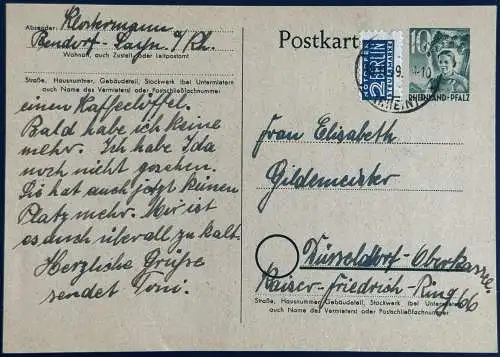 Absender: Klostermann
Bendorf-Sayn a/Rh.
Wohnort, auch Zustell- oder Leitpostamt
Straße, Hausnummer, Gebäudeteil, Stockwerk (bei Untermietern
auch Name des Vermieters) oder Postschließfachnummer
einen Kaffeelöffel.
Bald habe ich keine
mehr. Ich habe Ida
noch nicht gesehen.
Sie hat auch jetzt keinen
Platz mehr. Mir ist
es auch überall zu kalt.
Herzliche Grüße
sendet Toni.
Postkarte
NOTOPFER
2 BERLIN
STEUERMARKE
10
RHEINLAND-PFALZ
Frau Elisabeth
Gildemeister
Düsseldorf-Oberkassel
Kaiser-Friedrich-Ring 66
Straße, Hausnummer, Gebäudeteil, Stockwerk (bei Untermietern
auch Name des Vermieters) oder Postschließfachnummer